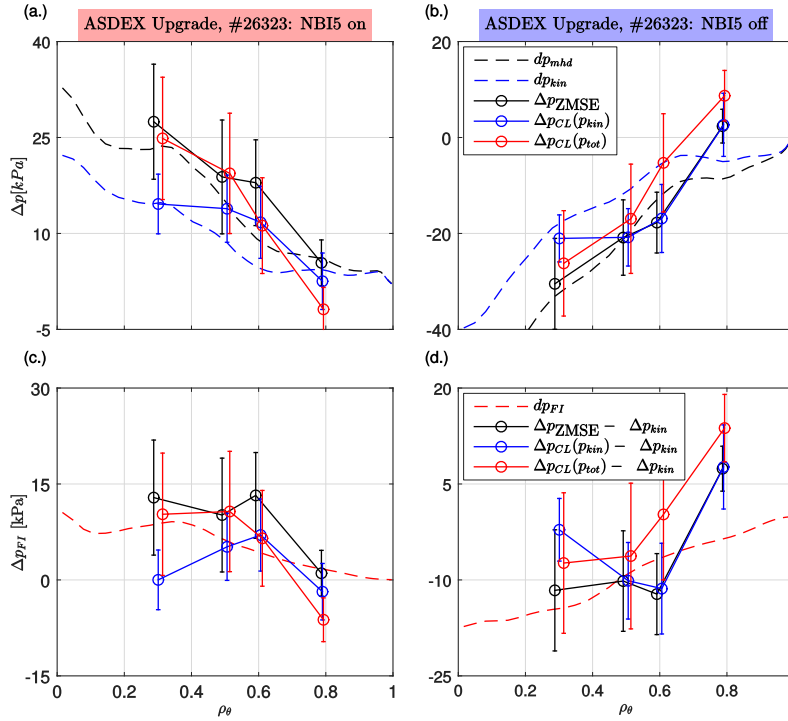 (a.)
ASDEX Upgrade, #26323: NBI5 on
40
25
10
-5
Δp[kPa]
(b.)
ASDEX Upgrade, #26323: NBI5 off
20
0
-20
-40
dp_mhd
dp_kin
Δp_ZMSE
Δp_CL(p_kin)
Δp_CL(p_tot)
(c.)
30
15
0
-15
Δp_FI [kPa]
0 0.2 0.4 0.6 0.8 1
ρ_θ
(d.)
20
5
-10
-25
dp_FI
Δp_ZMSE − Δp_kin
Δp_CL(p_kin) − Δp_kin
Δp_CL(p_tot) − Δp_kin
0 0.2 0.4 0.6 0.8
ρ_θ